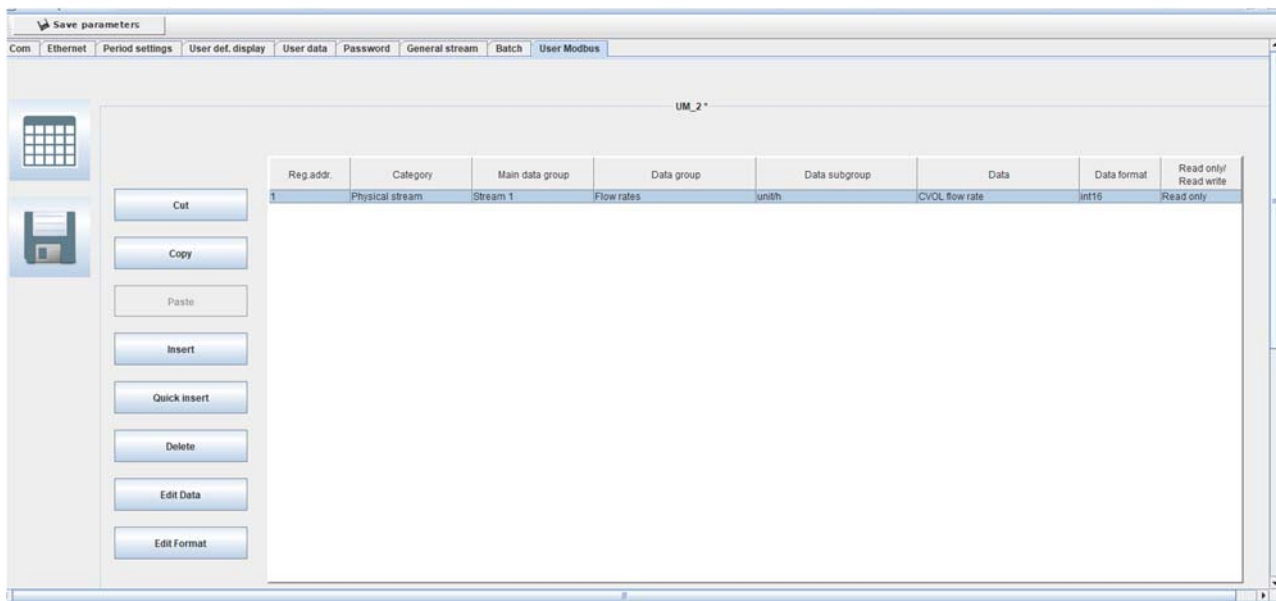 Save parameters
Com Ethernet Period settings User def. display User data Password General stream Batch User Modbus
UM_2 *
Reg.addr. Category Main data group Data group Data subgroup Data Data format Read only/
Read write
1 Physical stream Stream 1 Flow rates unit/h CVOL flow rate int16 Read only
Cut
Copy
Paste
Insert
Quick insert
Delete
Edit Data
Edit Format